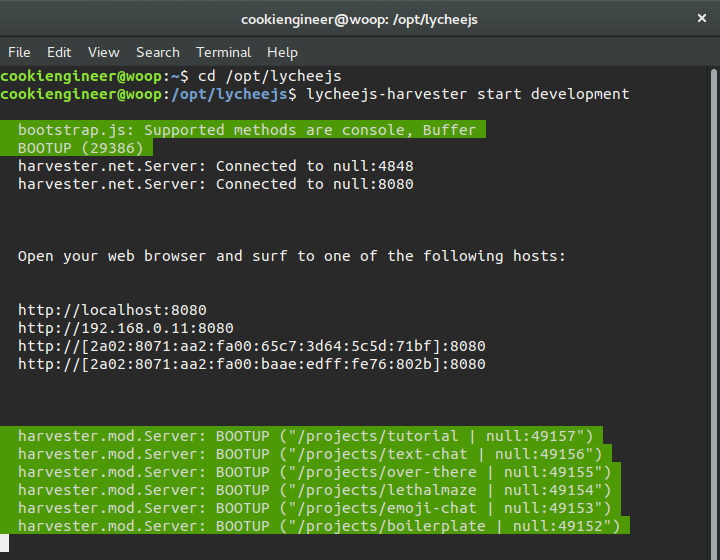 cookiengineer@woop: /opt/lycheejs
×
File Edit View Search Terminal Help
cookiengineer@woop:~$ cd /opt/lycheejs
cookiengineer@woop:/opt/lycheejs$ lycheejs-harvester start development
bootstrap.js: Supported methods are console, Buffer
BOOTUP (29386)
harvester.net.Server: Connected to null:4848
harvester.net.Server: Connected to null:8080
Open your web browser and surf to one of the following hosts:
http://localhost:8080
http://192.168.0.11:8080
http://[2a02:8071:aa2:fa00:65c7:3d64:5c5d:71bf]:8080
http://[2a02:8071:aa2:fa00:baae:edff:fe76:802b]:8080
harvester.mod.Server: BOOTUP ("/projects/tutorial | null:49157")
harvester.mod.Server: BOOTUP ("/projects/text-chat | null:49156")
harvester.mod.Server: BOOTUP ("/projects/over-there | null:49155")
harvester.mod.Server: BOOTUP ("/projects/lethalmaze | null:49154")
harvester.mod.Server: BOOTUP ("/projects/emoji-chat | null:49153")
harvester.mod.Server: BOOTUP ("/projects/boilerplate | null:49152")